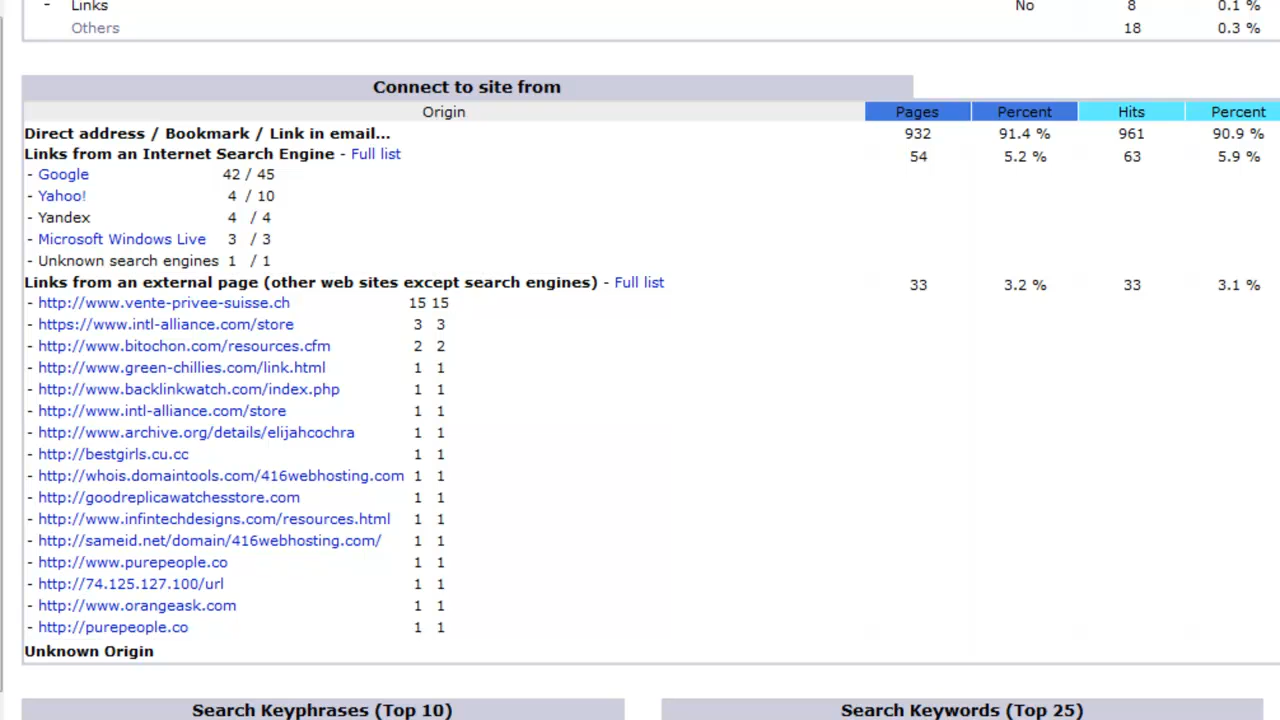 - Links No 8 0.1 %
Others 18 0.3 %
Connect to site from
Origin Pages Percent Hits Percent
Direct address / Bookmark / Link in email... 932 91.4 % 961 90.9 %
Links from an Internet Search Engine - Full list 54 5.2 % 63 5.9 %
- Google 42 / 45
- Yahoo! 4 / 10
- Yandex 4 / 4
- Microsoft Windows Live 3 / 3
- Unknown search engines 1 / 1
Links from an external page (other web sites except search engines) - Full list 33 3.2 % 33 3.1 %
- http://www.vente-privee-suisse.ch 15 15
- https://www.intl-alliance.com/store 3 3
- http://www.bitochon.com/resources.cfm 2 2
- http://www.green-chillies.com/link.html 1 1
- http://www.backlinkwatch.com/index.php 1 1
- http://www.intl-alliance.com/store 1 1
- http://www.archive.org/details/elijahcochra 1 1
- http://bestgirls.cu.cc 1 1
- http://whois.domaintools.com/416webhosting.com 1 1
- http://goodreplicawatchesstore.com 1 1
- http://www.infintechdesigns.com/resources.html 1 1
- http://sameid.net/domain/416webhosting.com/ 1 1
- http://www.purepeople.co 1 1
- http://74.125.127.100/url 1 1
- http://www.orangeask.com 1 1
- http://purepeople.co 1 1
Unknown Origin
Search Keyphrases (Top 10) Search Keywords (Top 25)